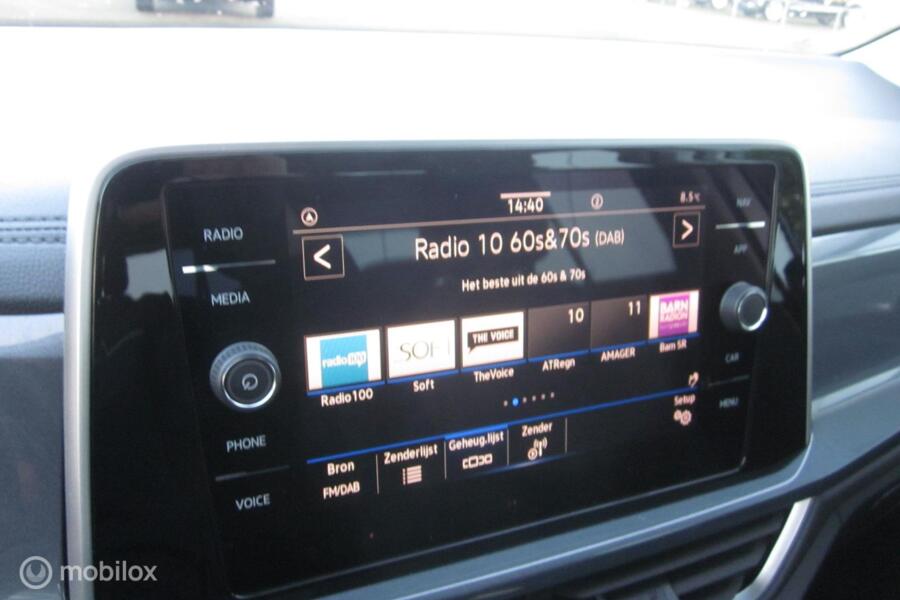 14:40
8.5°C
RADIO
MEDIA
PHONE
VOICE
NAV
APP
CAR
MENU
<
Radio 10 60s&70s (DAB)
>
Het beste uit de 60s & 70s
radio100
SOFT
THE VOICE
10
11
BARN
RADION
Radio100
Soft
TheVoice
ATRegn
AMAGER
Barn SR
Bron
FM/DAB
Zenderlijst
Geheug.lijst
Zender
Setup
mobilox